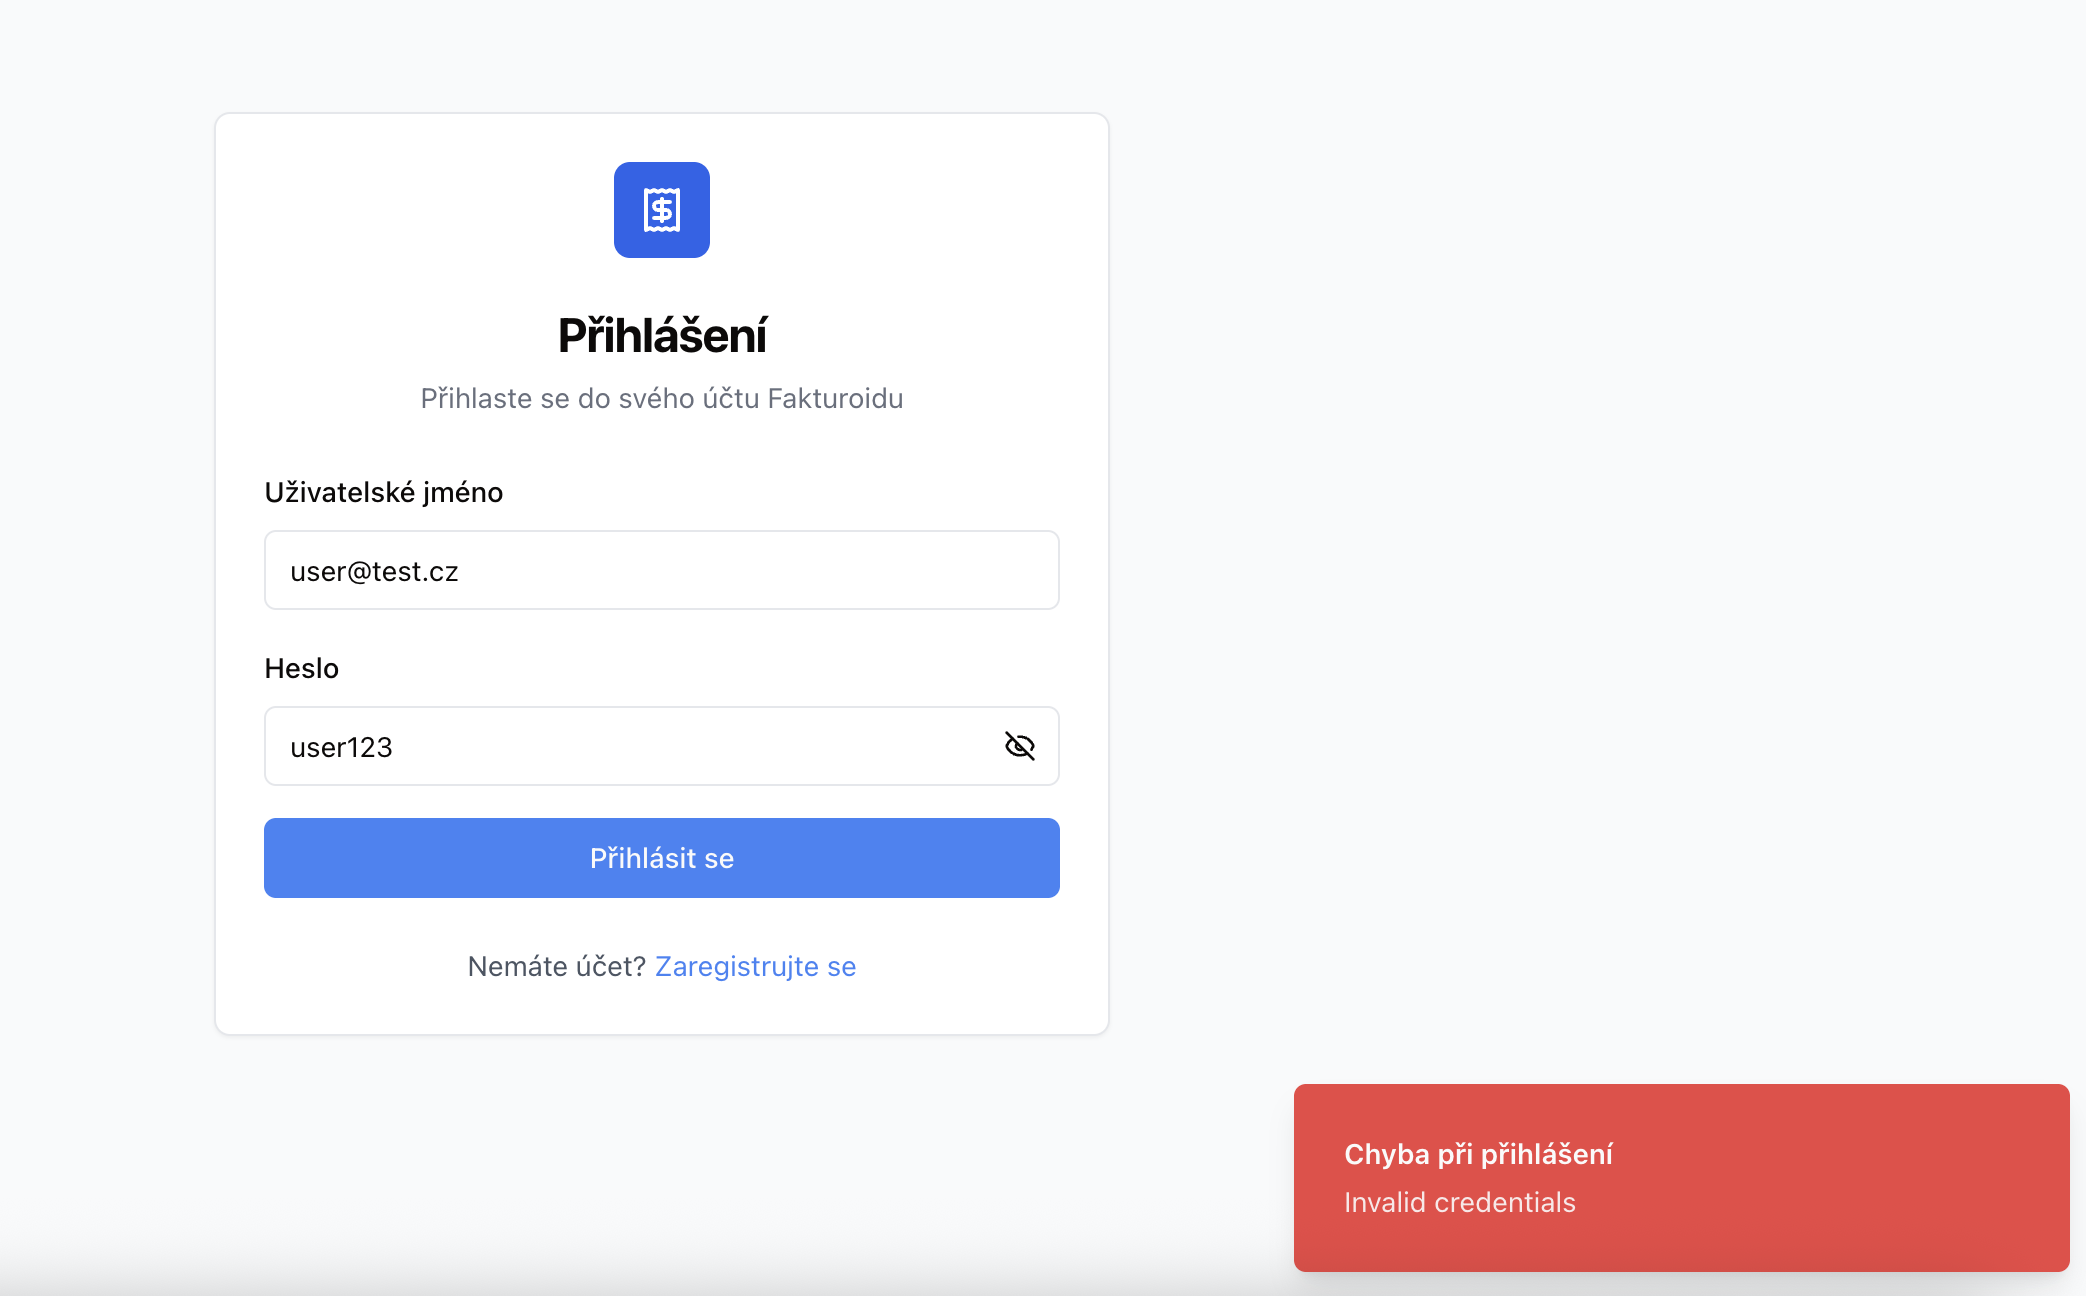 Přihlášení
Přihlaste se do svého účtu Fakturoidu
Uživatelské jméno
user@test.cz
Heslo
user123
Přihlásit se
Nemáte účet? Zaregistrujte se
Chyba při přihlášení
Invalid credentials